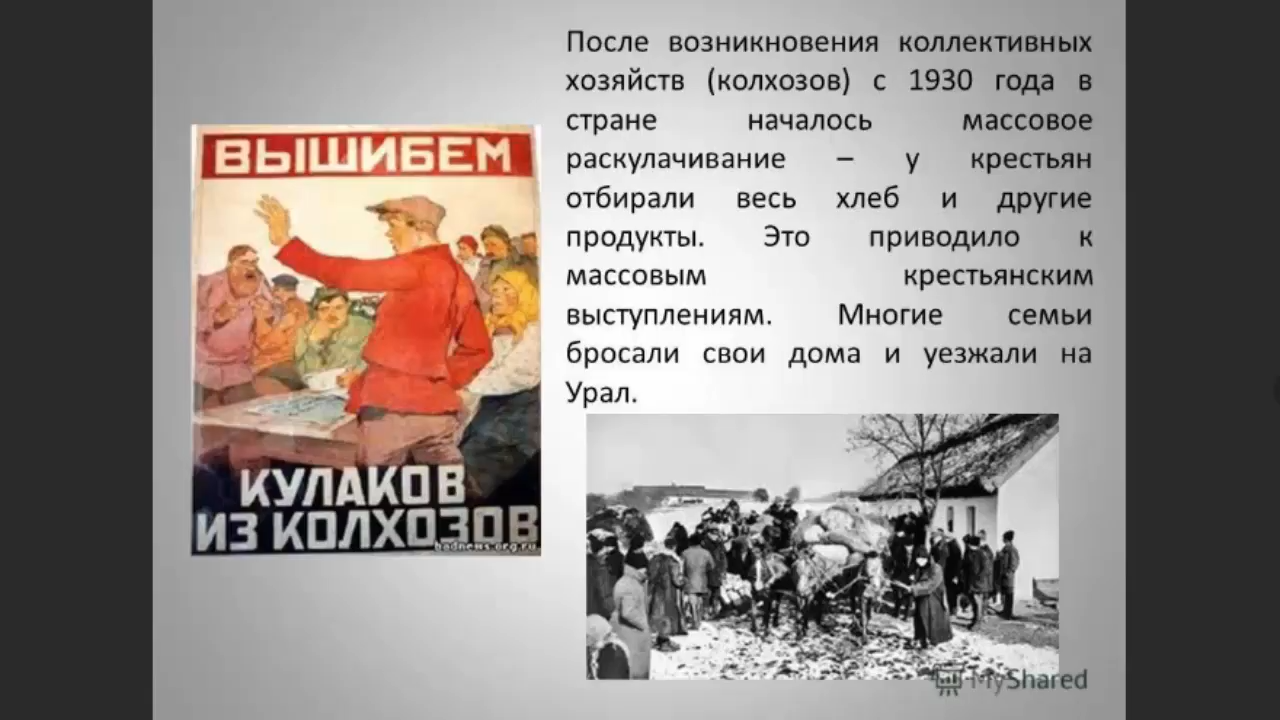 После возникновения коллективных
хозяйств (колхозов) с 1930 года в
стране началось массовое
раскулачивание – у крестьян
отбирали весь хлеб и другие
продукты. Это приводило к
массовым крестьянским
выступлениям. Многие семьи
бросали свои дома и уезжали на
Урал.
ВЫШИБЕМ
КУЛАКОВ
ИЗ КОЛХОЗОВ
badnews.org.ru
MyShared